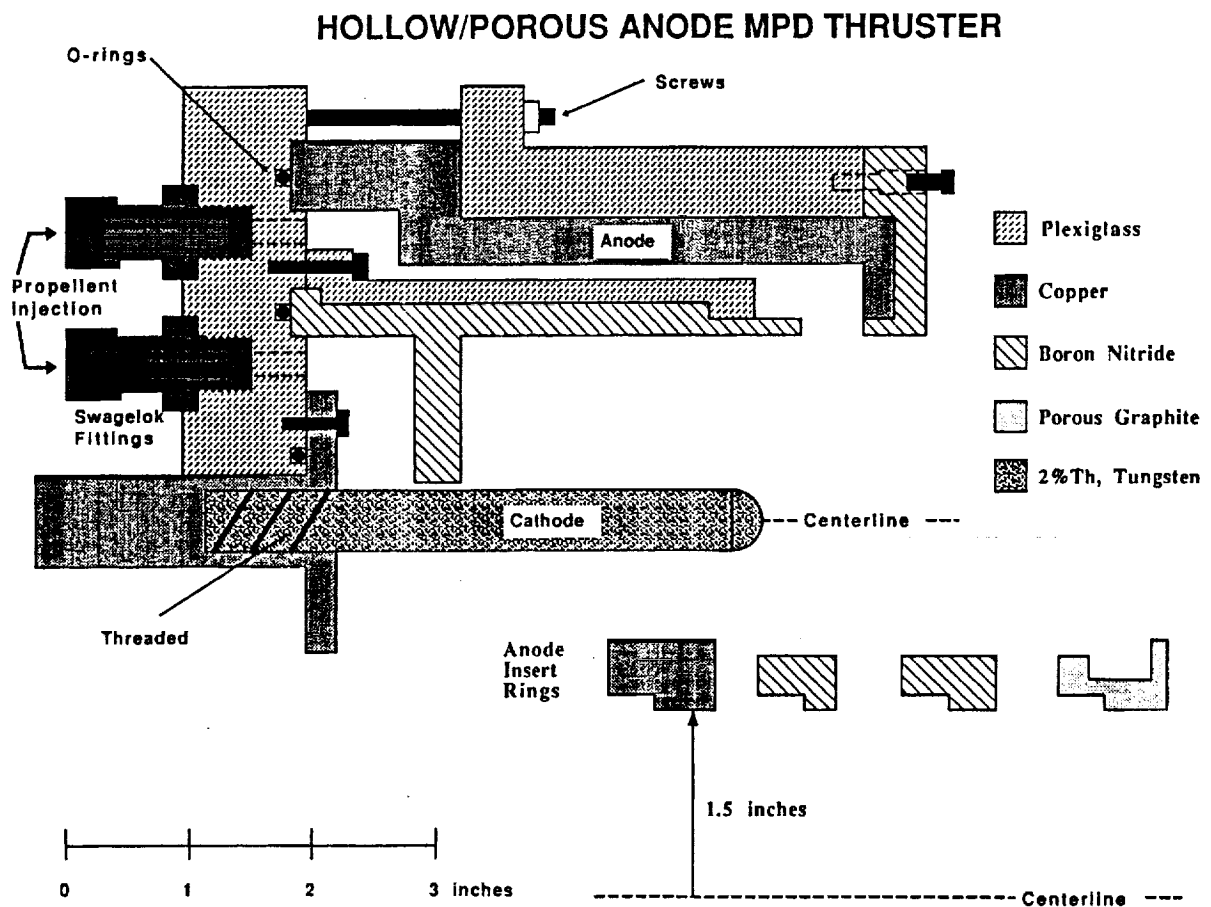 HOLLOW/POROUS ANODE MPD THRUSTER
O-rings
Screws
Anode
Propellent
Injection
Swagelok
Fittings
Cathode
Centerline
Threaded
Plexiglass
Copper
Boron Nitride
Porous Graphite
2%Th, Tungsten
Anode
Insert
Rings
1.5 inches
0 1 2 3 inches
Centerline